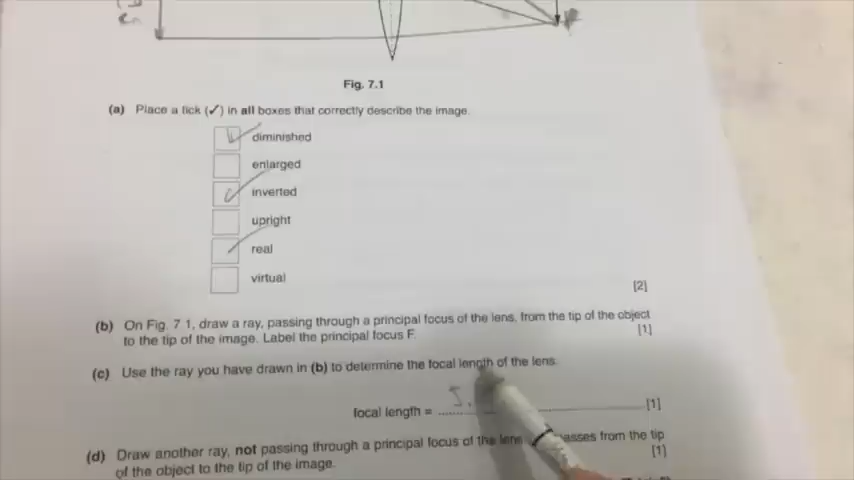 Fig. 7.1
(a) Place a tick (✓) in all boxes that correctly describe the image.
diminished
enlarged
inverted
upright
real
virtual
[2]
(b) On Fig. 7 1, draw a ray, passing through a principal focus of the lens, from the tip of the object
to the tip of the image. Label the principal focus F. [1]
(c) Use the ray you have drawn in (b) to determine the focal length of the lens.
focal length = 5. [1]
(d) Draw another ray, not passing through a principal focus of the lens asses from the tip
of the object to the tip of the image. [1]